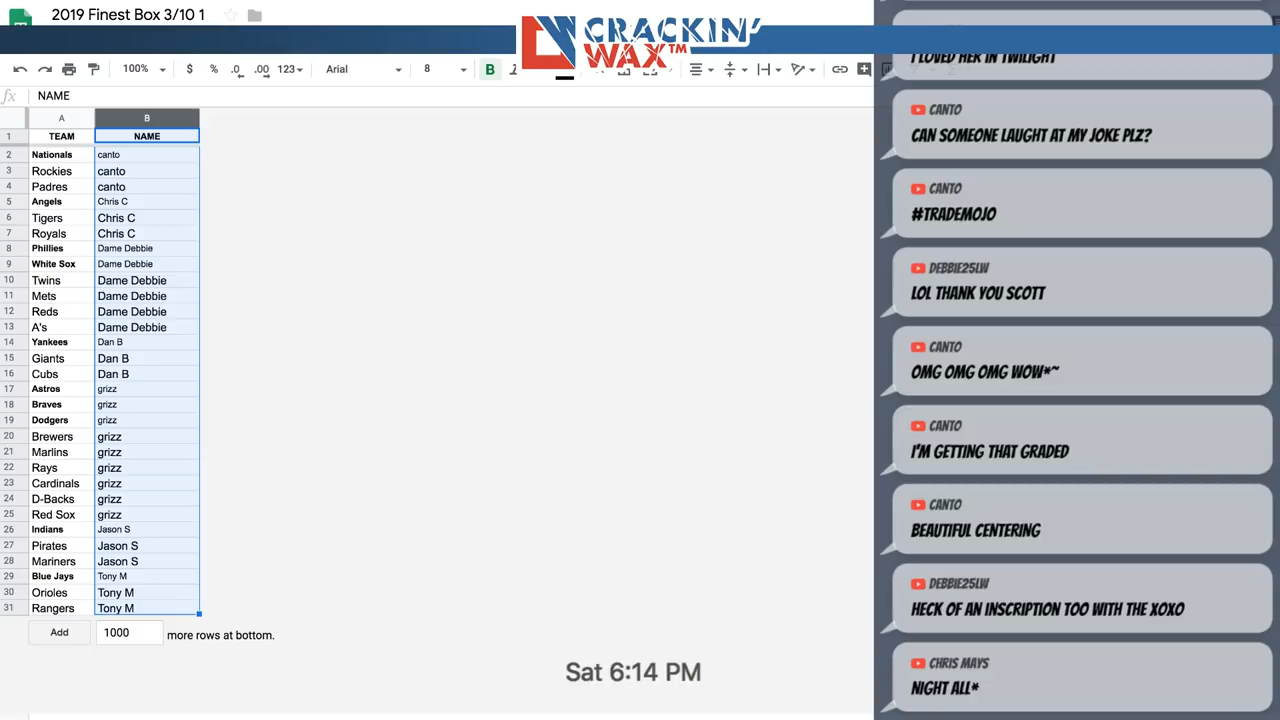 2019 Finest Box 3/10 1
CRACKIN'
WAX™
100%
$
%
.0
.00
123
Arial
8
B
fx
NAME
A B
1 TEAM NAME
2 Nationals canto
3 Rockies canto
4 Padres canto
5 Angels Chris C
6 Tigers Chris C
7 Royals Chris C
8 Phillies Dame Debbie
9 White Sox Dame Debbie
10 Twins Dame Debbie
11 Mets Dame Debbie
12 Reds Dame Debbie
13 A's Dame Debbie
14 Yankees Dan B
15 Giants Dan B
16 Cubs Dan B
17 Astros grizz
18 Braves grizz
19 Dodgers grizz
20 Brewers grizz
21 Marlins grizz
22 Rays grizz
23 Cardinals grizz
24 D-Backs grizz
25 Red Sox grizz
26 Indians Jason S
27 Pirates Jason S
28 Mariners Jason S
29 Blue Jays Tony M
30 Orioles Tony M
31 Rangers Tony M
Add 1000 more rows at bottom.
Sat 6:14 PM
I LOVED HER IN TWILIGHT
CANTO
CAN SOMEONE LAUGHT AT MY JOKE PLZ?
CANTO
#TRADEMOJO
DEBBIE25LW
LOL THANK YOU SCOTT
CANTO
OMG OMG OMG WOW*~
CANTO
I'M GETTING THAT GRADED
CANTO
BEAUTIFUL CENTERING
DEBBIE25LW
HECK OF AN INSCRIPTION TOO WITH THE XOXO
CHRIS MAYS
NIGHT ALL*